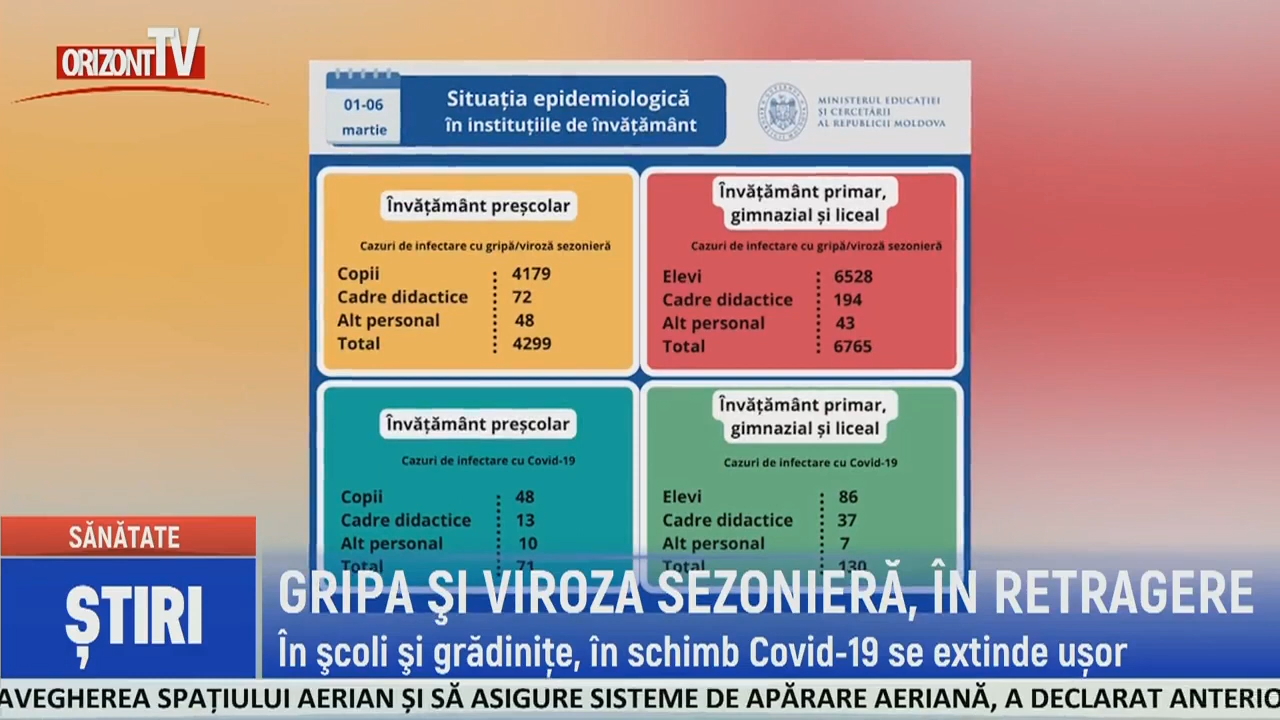 ORIZONT TV
01-06
martie
Situația epidemiologică
în instituțiile de învățământ
MINISTERUL EDUCAȚIEI
ȘI CERCETĂRII
AL REPUBLICII MOLDOVA
Învățământ preșcolar
Cazuri de infectare cu gripă/viroză sezonieră
Copii 4179
Cadre didactice 72
Alt personal 48
Total 4299
Învățământ primar,
gimnazial și liceal
Cazuri de infectare cu gripă/viroză sezonieră
Elevi 6528
Cadre didactice 194
Alt personal 43
Total 6765
Învățământ preșcolar
Cazuri de infectare cu Covid-19
Copii 48
Cadre didactice 13
Alt personal 10
Total 71
Învățământ primar,
gimnazial și liceal
Cazuri de infectare cu Covid-19
Elevi 86
Cadre didactice 37
Alt personal 7
Total 130
SĂNĂTATE
ȘTIRI
GRIPA ŞI VIROZA SEZONIERĂ, ÎN RETRAGERE
În şcoli şi grădinițe, în schimb Covid-19 se extinde ușor
AVEGHEREA SPAȚIULUI AERIAN ȘI SĂ ASIGURE SISTEME DE APĂRARE AERIANĂ, A DECLARAT ANTERIO